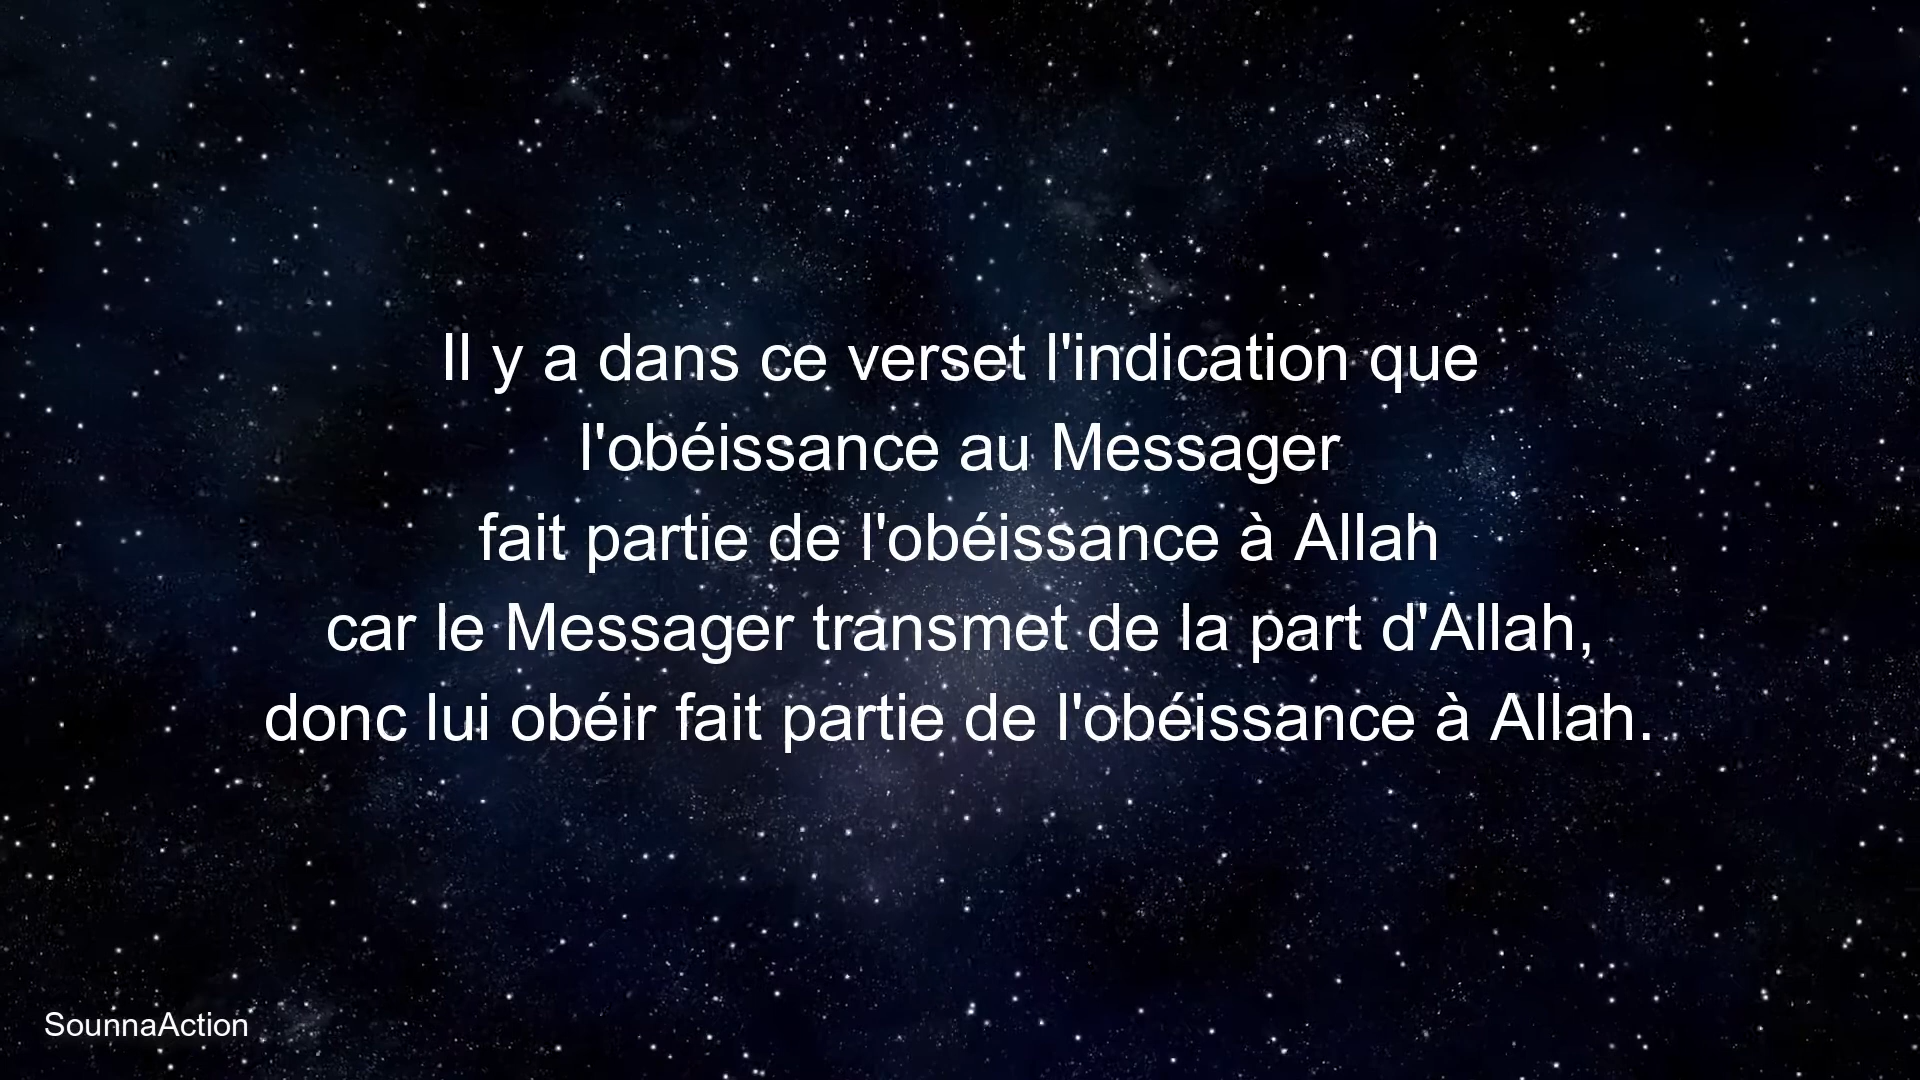 Il y a dans ce verset l'indication que
l'obéissance au Messager
fait partie de l'obéissance à Allah
car le Messager transmet de la part d'Allah,
donc lui obéir fait partie de l'obéissance à Allah.
SounnaAction